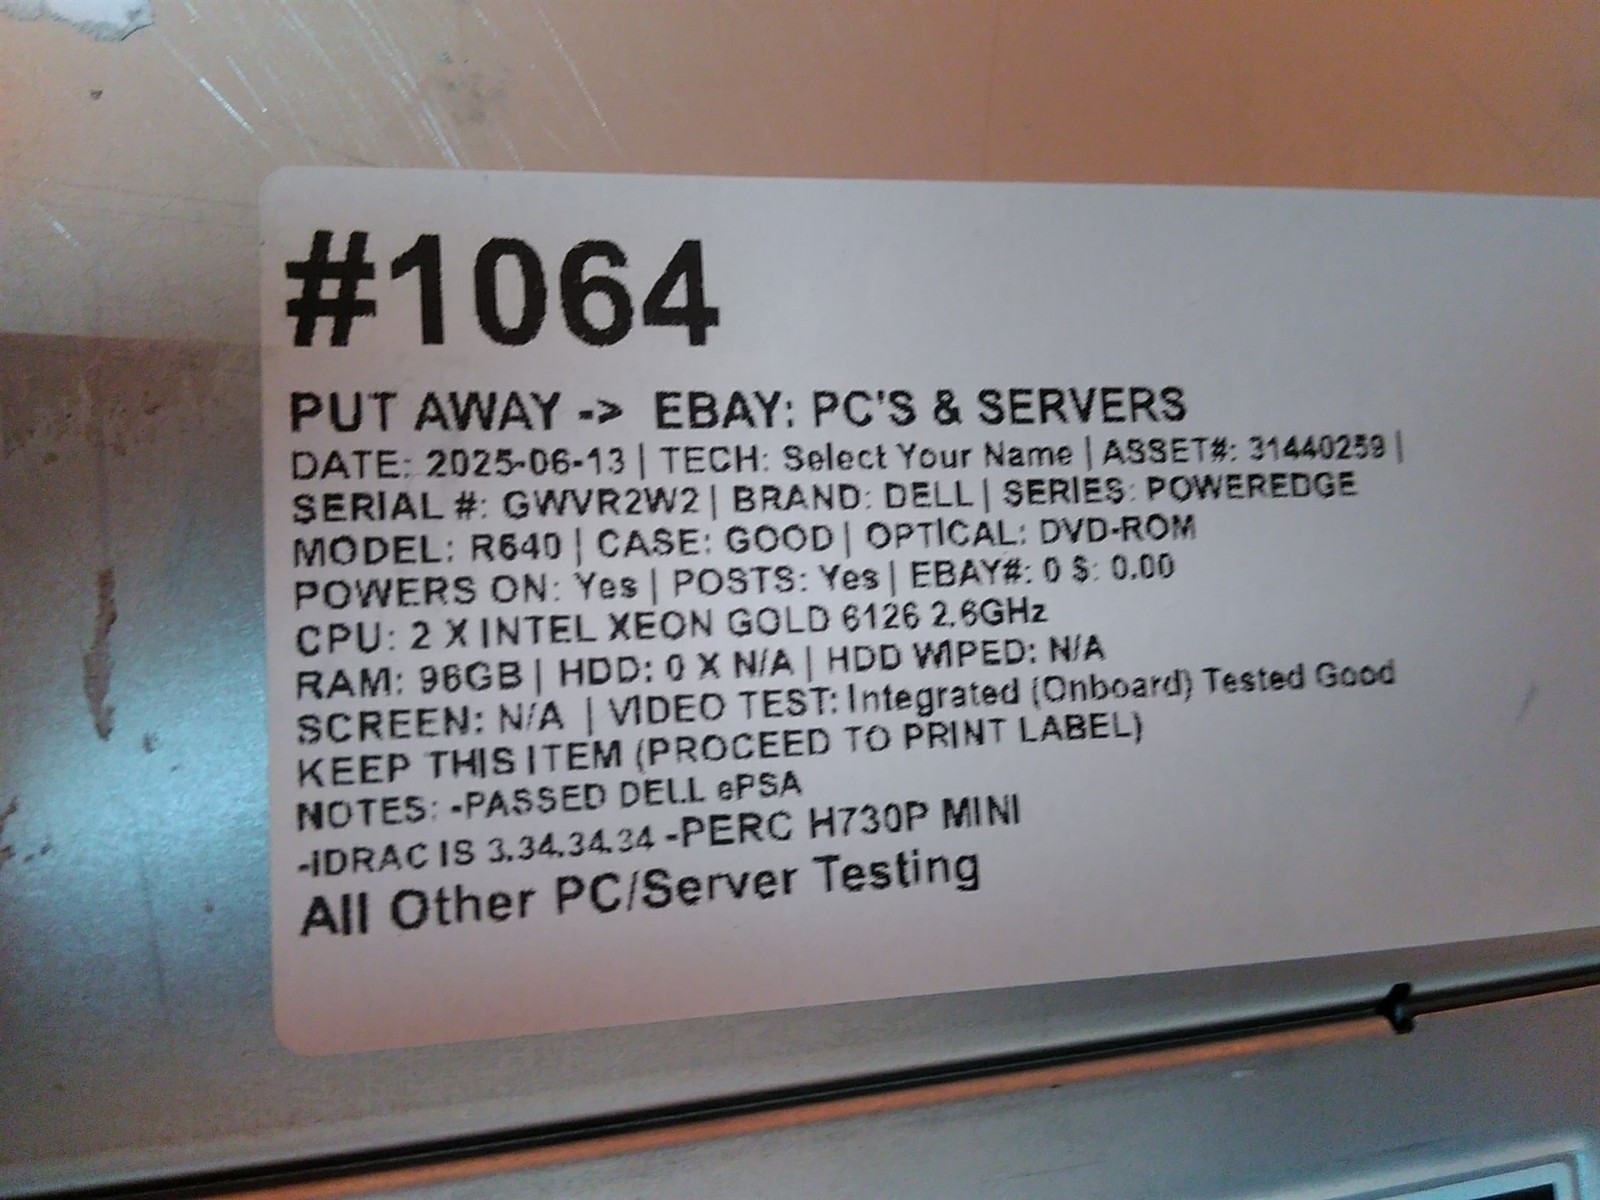 #1064
PUT AWAY -> EBAY: PC'S & SERVERS
DATE: 2025-06-13 | TECH: Select Your Name | ASSET#: 31440259 |
SERIAL #: GWVR2W2 | BRAND: DELL | SERIES: POWEREDGE
MODEL: R640 | CASE: GOOD | OPTICAL: DVD-ROM
POWERS ON: Yes | POSTS: Yes | EBAY#: 0 $: 0.00
CPU: 2 X INTEL XEON GOLD 6126 2.6GHz
RAM: 96GB | HDD: 0 X N/A | HDD WIPED: N/A
SCREEN: N/A | VIDEO TEST: Integrated (Onboard) Tested Good
KEEP THIS ITEM (PROCEED TO PRINT LABEL)
NOTES: -PASSED DELL ePSA
-IDRAC IS 3.34.34.34 -PERC H730P MINI
All Other PC/Server Testing